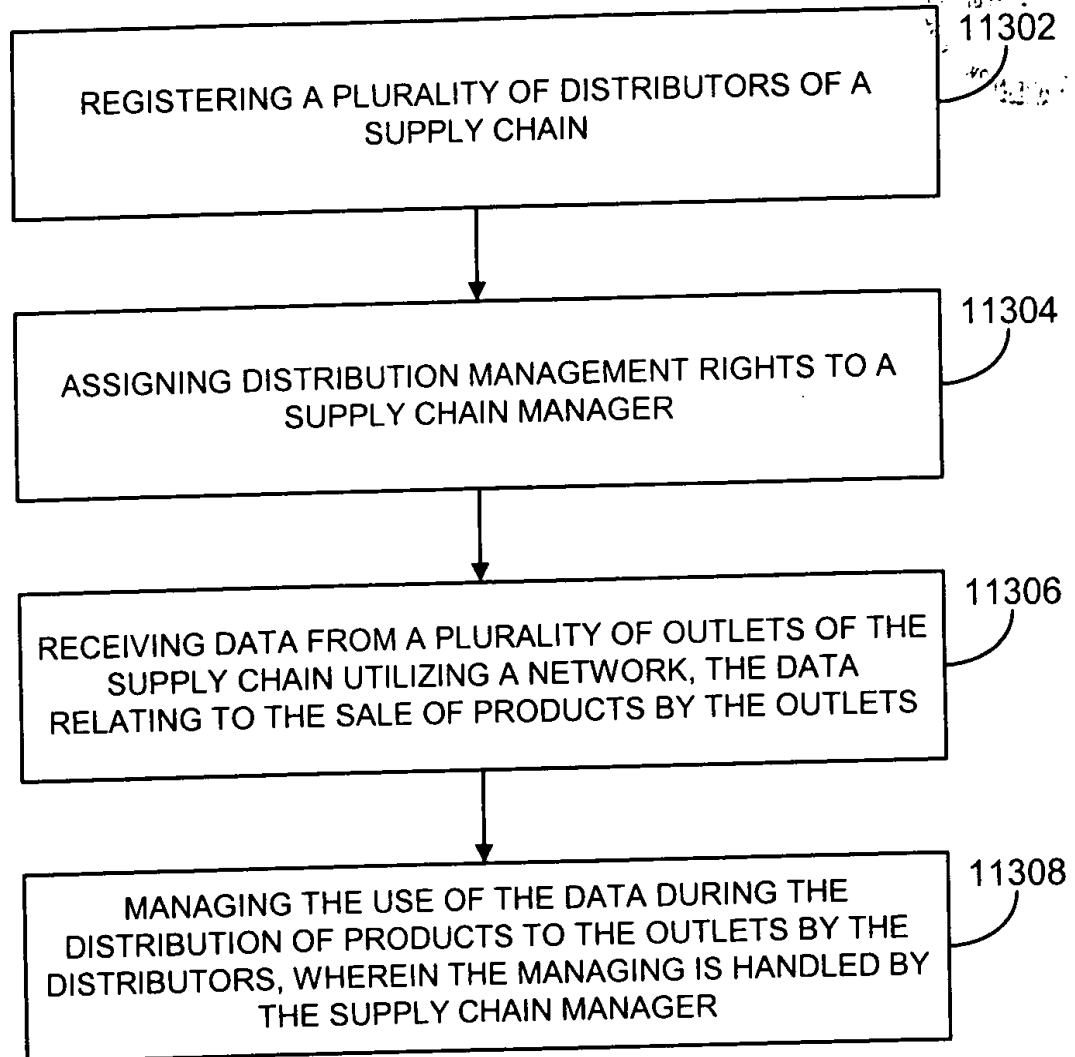 11302
REGISTERING A PLURALITY OF DISTRIBUTORS OF A
SUPPLY CHAIN
11304
ASSIGNING DISTRIBUTION MANAGEMENT RIGHTS TO A
SUPPLY CHAIN MANAGER
11306
RECEIVING DATA FROM A PLURALITY OF OUTLETS OF THE
SUPPLY CHAIN UTILIZING A NETWORK, THE DATA
RELATING TO THE SALE OF PRODUCTS BY THE OUTLETS
11308
MANAGING THE USE OF THE DATA DURING THE
DISTRIBUTION OF PRODUCTS TO THE OUTLETS BY THE
DISTRIBUTORS, WHEREIN THE MANAGING IS HANDLED BY
THE SUPPLY CHAIN MANAGER